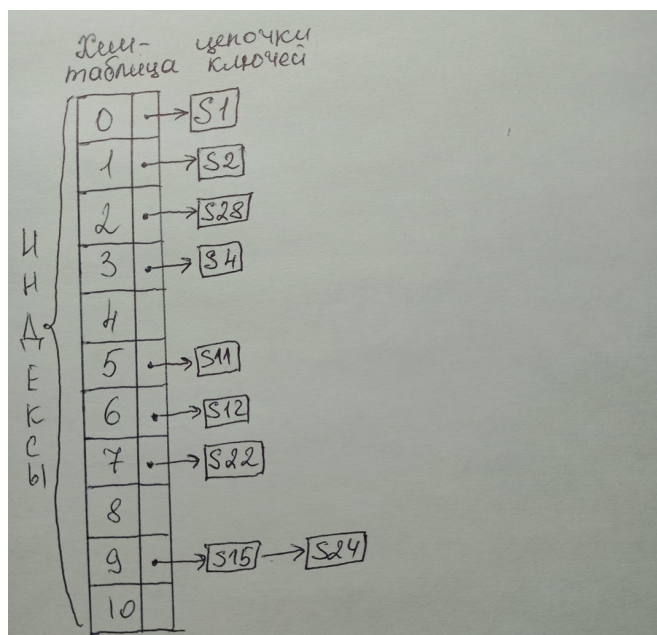 Хеш-таблица
цепочки ключей
ИНДЕКСЫ
0 S1
1 S2
2 S28
3 S4
4
5 S11
6 S12
7 S22
8
9 S15 S24
10